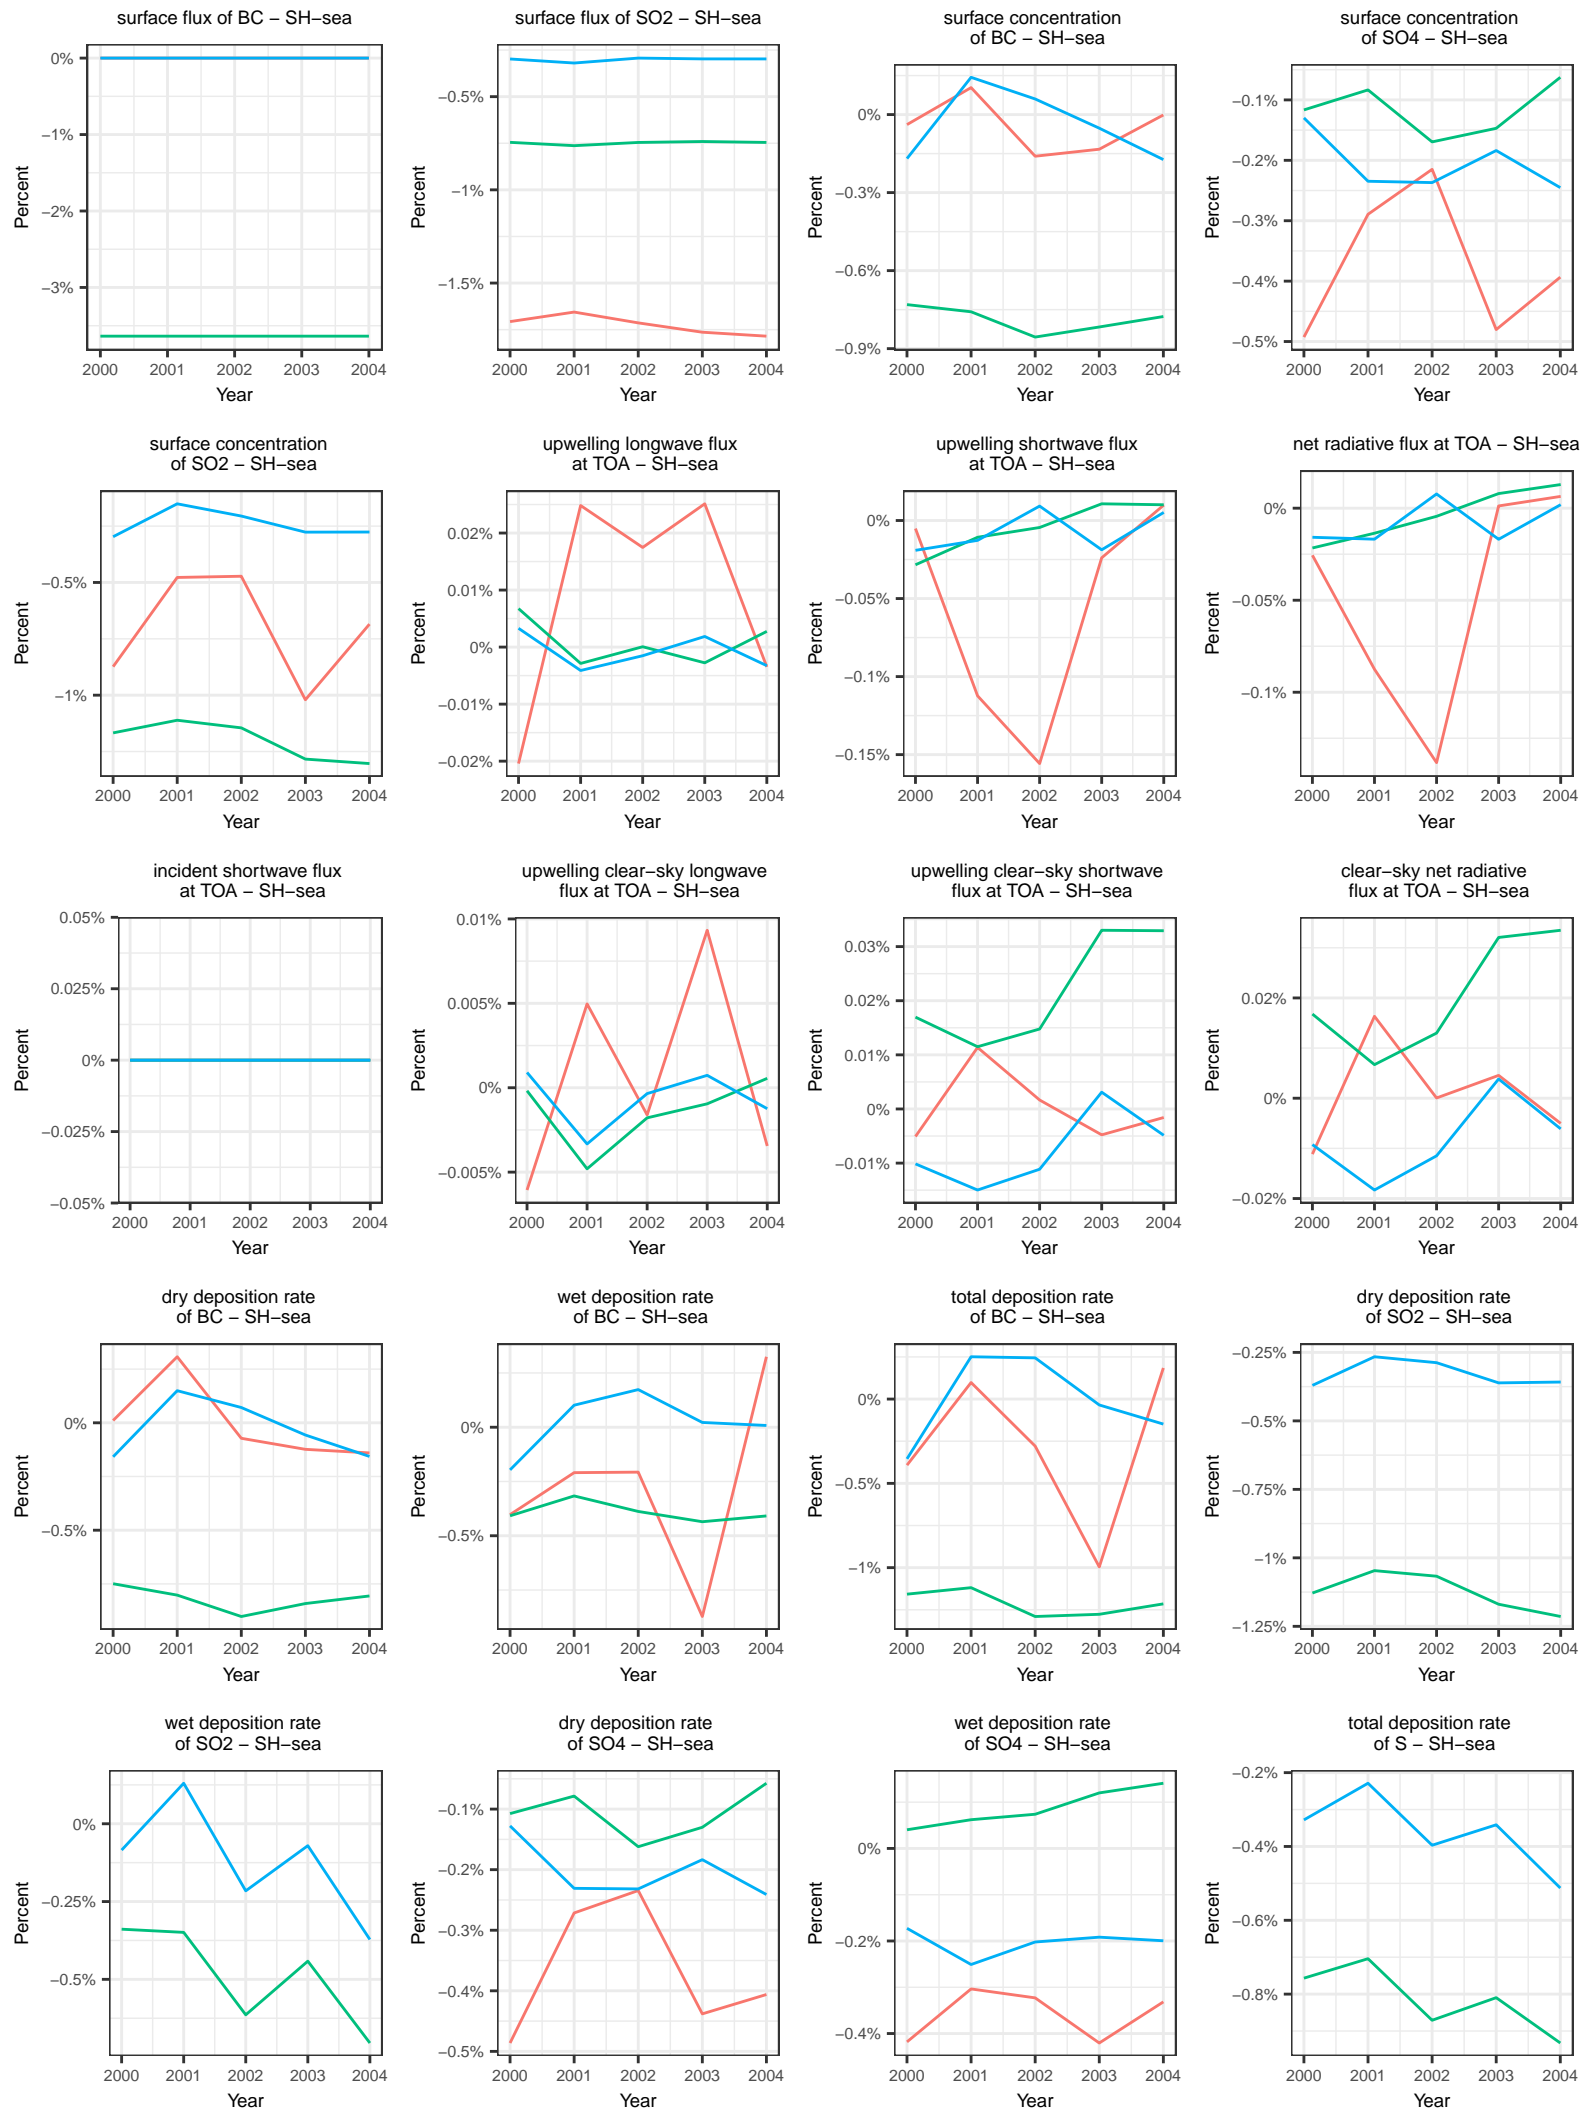 surface flux of BC − SH−sea
Percent
0%
−1%
−2%
−3%
2000 2001 2002 2003 2004
Year
surface flux of SO2 − SH−sea
Percent
−0.5%
−1%
−1.5%
2000 2001 2002 2003 2004
Year
surface concentration
of BC − SH−sea
Percent
0%
−0.3%
−0.6%
−0.9%
2000 2001 2002 2003 2004
Year
surface concentration
of SO4 − SH−sea
Percent
−0.1%
−0.2%
−0.3%
−0.4%
−0.5%
2000 2001 2002 2003 2004
Year
surface concentration
of SO2 − SH−sea
Percent
−0.5%
−1%
2000 2001 2002 2003 2004
Year
upwelling longwave flux
at TOA − SH−sea
Percent
0.02%
0.01%
0%
−0.01%
−0.02%
2000 2001 2002 2003 2004
Year
upwelling shortwave flux
at TOA − SH−sea
Percent
0%
−0.05%
−0.1%
−0.15%
2000 2001 2002 2003 2004
Year
net radiative flux at TOA − SH−sea
Percent
0%
−0.05%
−0.1%
2000 2001 2002 2003 2004
Year
incident shortwave flux
at TOA − SH−sea
Percent
0.05%
0.025%
0%
−0.025%
−0.05%
2000 2001 2002 2003 2004
Year
upwelling clear−sky longwave
flux at TOA − SH−sea
Percent
0.01%
0.005%
0%
−0.005%
2000 2001 2002 2003 2004
Year
upwelling clear−sky shortwave
flux at TOA − SH−sea
Percent
0.03%
0.02%
0.01%
0%
−0.01%
2000 2001 2002 2003 2004
Year
clear−sky net radiative
flux at TOA − SH−sea
Percent
0.02%
0%
−0.02%
2000 2001 2002 2003 2004
Year
dry deposition rate
of BC − SH−sea
Percent
0%
−0.5%
2000 2001 2002 2003 2004
Year
wet deposition rate
of BC − SH−sea
Percent
0%
−0.5%
2000 2001 2002 2003 2004
Year
total deposition rate
of BC − SH−sea
Percent
0%
−0.5%
−1%
2000 2001 2002 2003 2004
Year
dry deposition rate
of SO2 − SH−sea
Percent
−0.25%
−0.5%
−0.75%
−1%
−1.25%
2000 2001 2002 2003 2004
Year
wet deposition rate
of SO2 − SH−sea
Percent
0%
−0.25%
−0.5%
2000 2001 2002 2003 2004
Year
dry deposition rate
of SO4 − SH−sea
Percent
−0.1%
−0.2%
−0.3%
−0.4%
−0.5%
2000 2001 2002 2003 2004
Year
wet deposition rate
of SO4 − SH−sea
Percent
0%
−0.2%
−0.4%
2000 2001 2002 2003 2004
Year
total deposition rate
of S − SH−sea
Percent
−0.2%
−0.4%
−0.6%
−0.8%
2000 2001 2002 2003 2004
Year